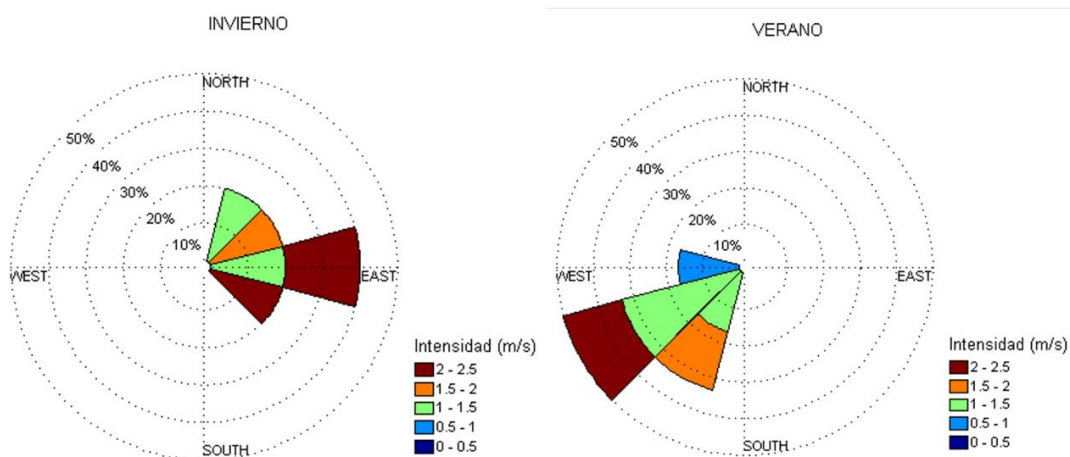 INVIERNO
NORTH
50%
40%
30%
20%
10%
WEST
EAST
SOUTH
Intensidad (m/s)
2 - 2.5
1.5 - 2
1 - 1.5
0.5 - 1
0 - 0.5
VERANO
NORTH
50%
40%
30%
20%
10%
WEST
EAST
SOUTH
Intensidad (m/s)
2 - 2.5
1.5 - 2
1 - 1.5
0.5 - 1
0 - 0.5